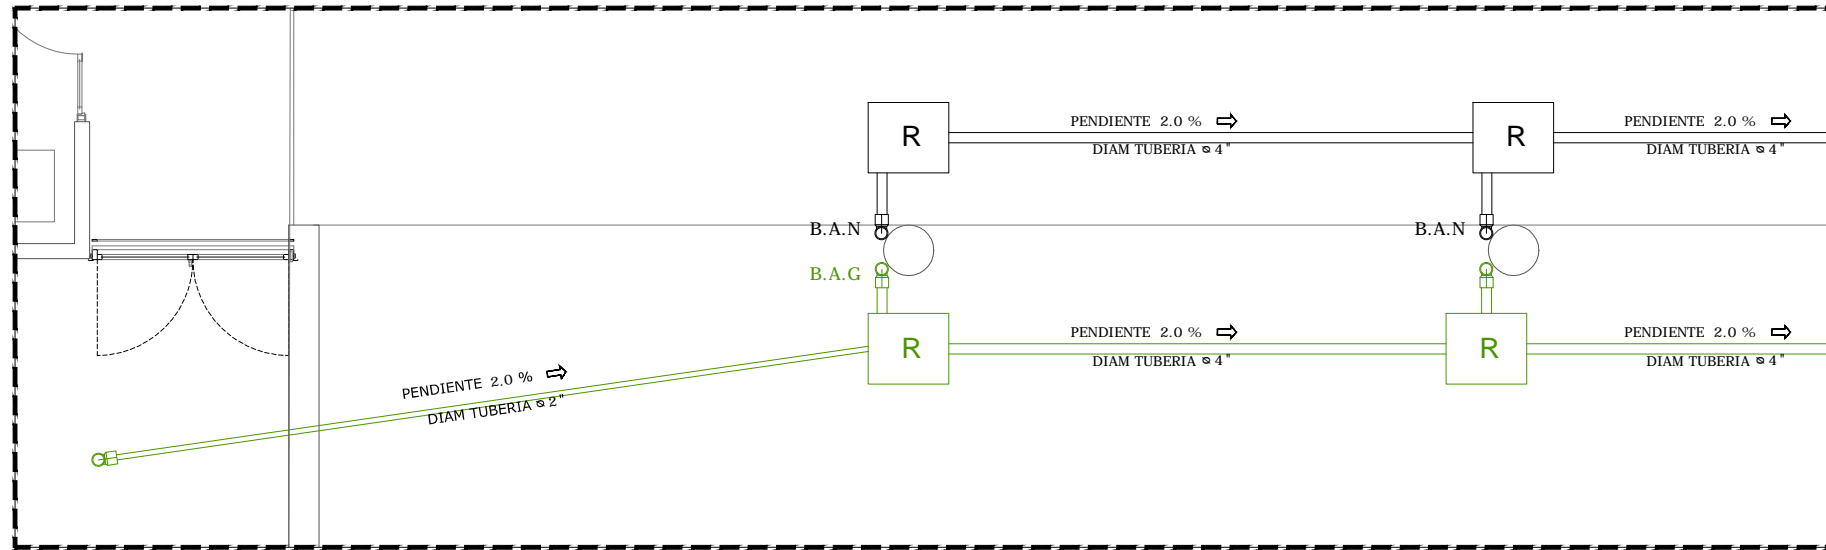 PENDIENTE 2.0 %
PENDIENTE 2.0 %
R
R
DIAM TUBERIA ⌀ 4"
DIAM TUBERIA ⌀ 4"
B.A.N
B.A.N
B.A.G
PENDIENTE 2.0 %
PENDIENTE 2.0 %
R
R
DIAM TUBERIA ⌀ 4"
DIAM TUBERIA ⌀ 4"
PENDIENTE 2.0 %
DIAM TUBERIA ⌀ 2"